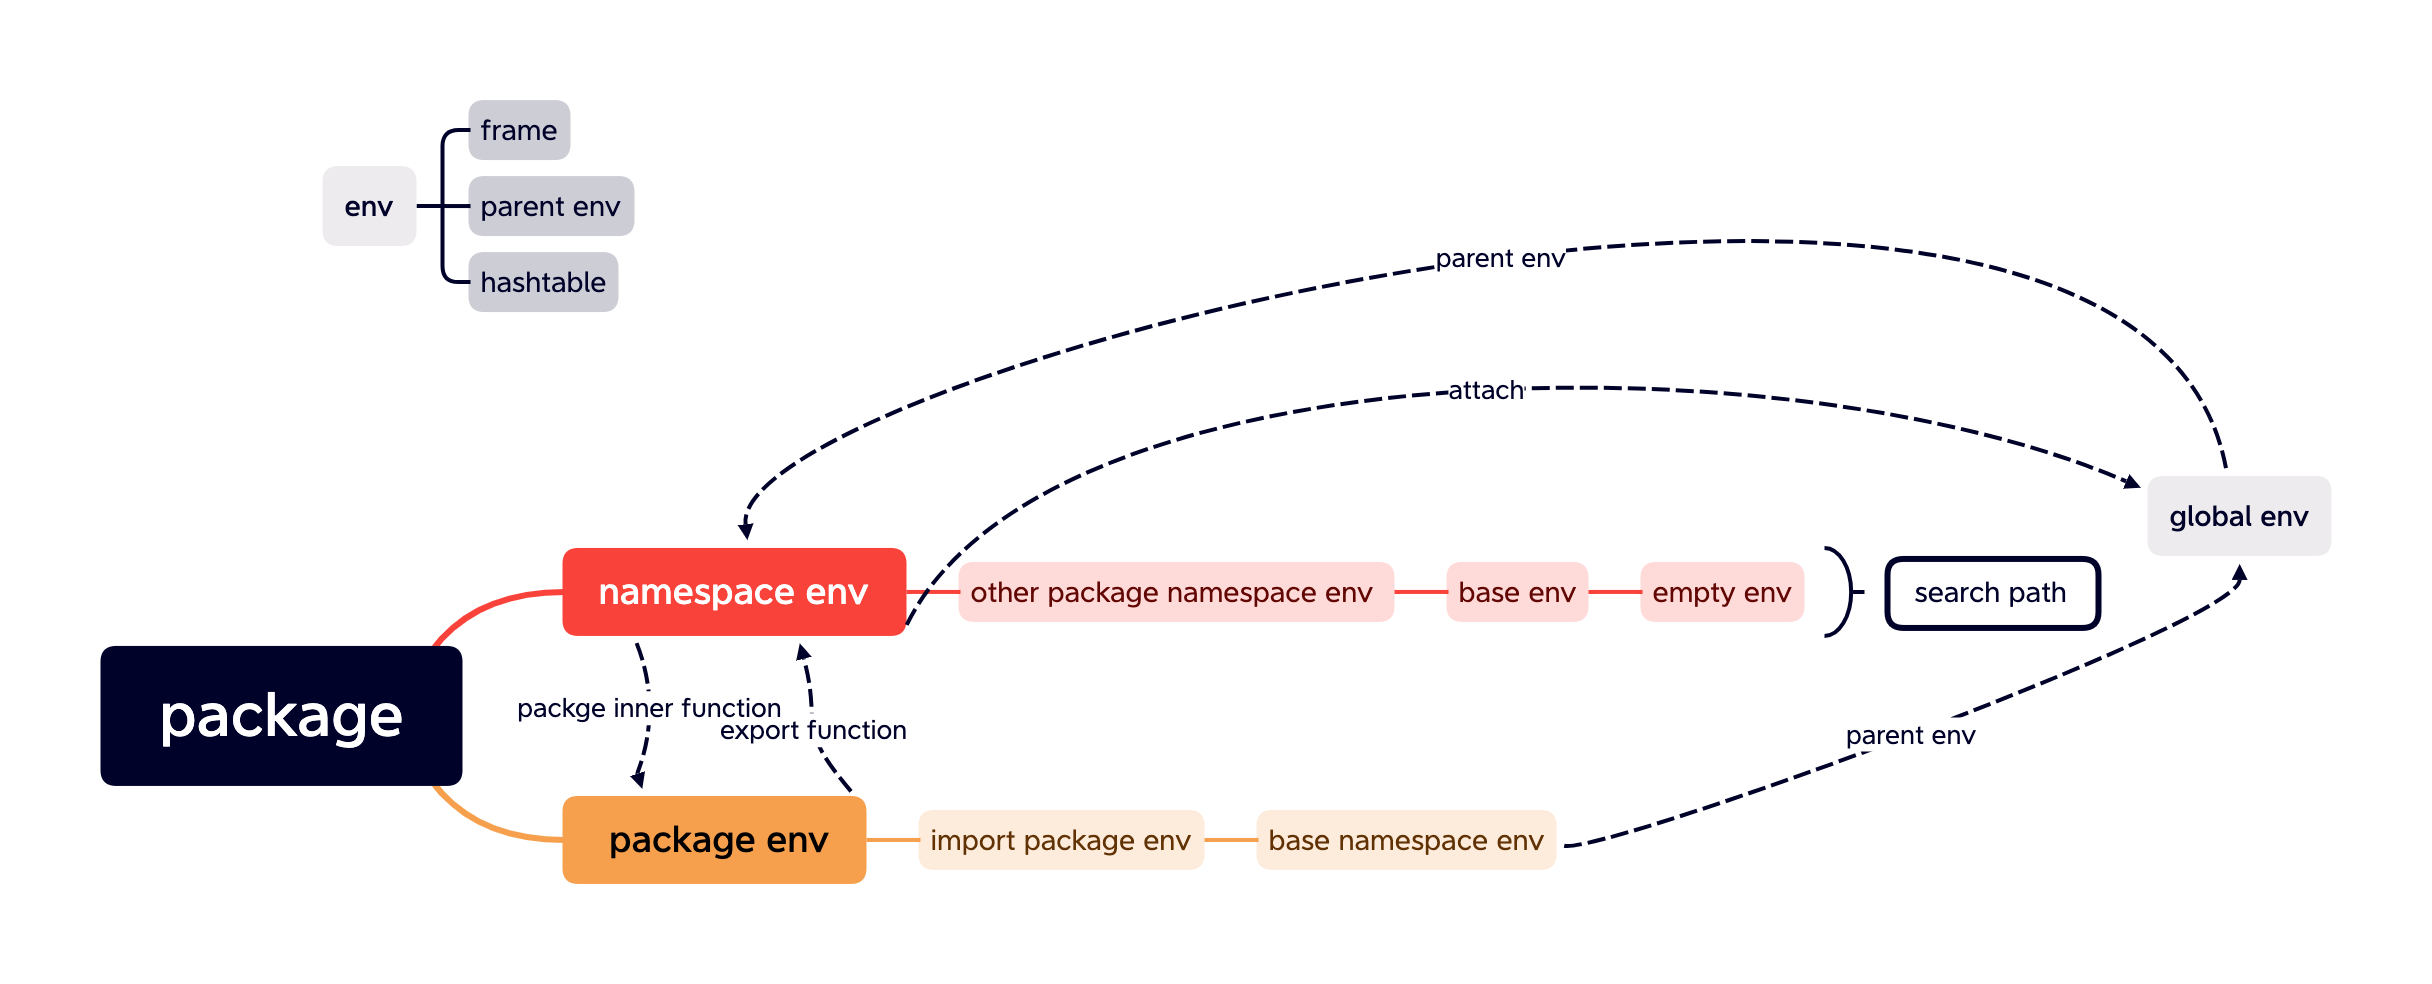 frame
env
parent env
hashtable
parent env
attach
global env
namespace env
other package namespace env
base env
empty env
search path
package
packge inner function
export function
parent env
package env
import package env
base namespace env